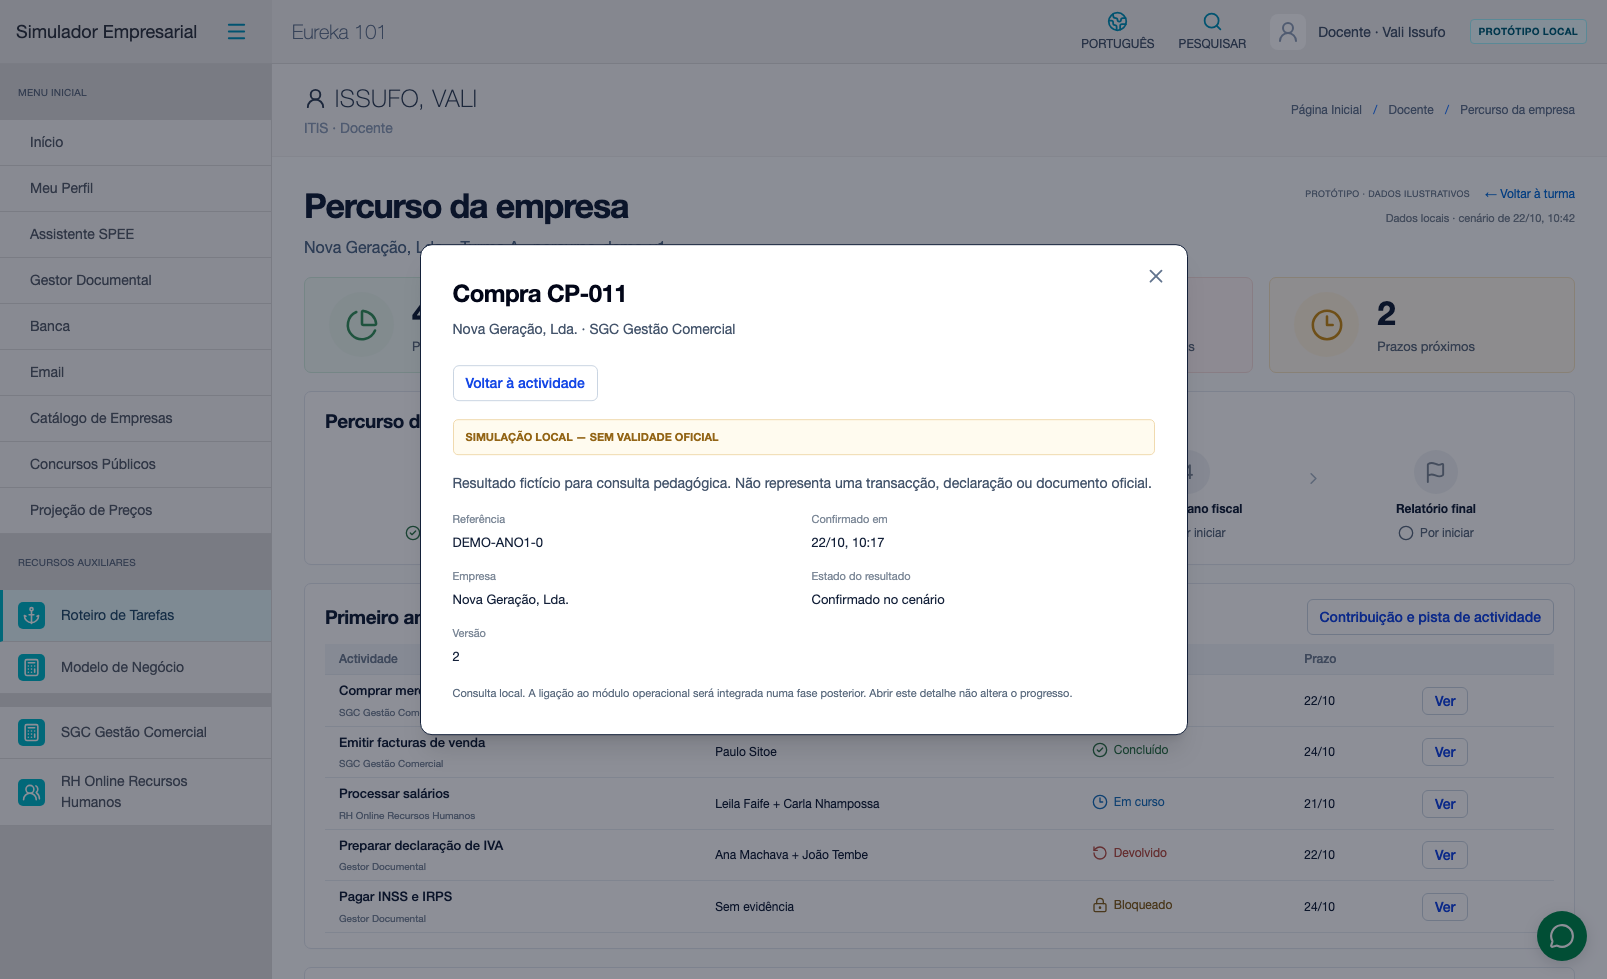 Simulador Empresarial
Eureka 101
PORTUGUÊS
PESQUISAR
Docente · Vali Issufo
PROTÓTIPO LOCAL
MENU INICIAL
Início
Meu Perfil
Assistente SPEE
Gestor Documental
Banca
Email
Catálogo de Empresas
Concursos Públicos
Projeção de Preços
RECURSOS AUXILIARES
Roteiro de Tarefas
Modelo de Negócio
SGC Gestão Comercial
RH Online Recursos
Humanos
ISSUFO, VALI
ITIS · Docente
Página Inicial / Docente / Percurso da empresa
Percurso da empresa
PROTÓTIPO · DADOS ILUSTRATIVOS
← Voltar à turma
Dados locais · cenário de 22/10, 10:42
Nova Geração,
2
Prazos próximos
Percurso
Compra CP-011
Nova Geração, Lda. · SGC Gestão Comercial
Voltar à actividade
SIMULAÇÃO LOCAL — SEM VALIDADE OFICIAL
Resultado fictício para consulta pedagógica. Não representa uma transacção, declaração ou documento oficial.
Referência
DEMO-ANO1-0
Confirmado em
22/10, 10:17
Empresa
Nova Geração, Lda.
Estado do resultado
Confirmado no cenário
Versão
2
Consulta local. A ligação ao módulo operacional será integrada numa fase posterior. Abrir este detalhe não altera o progresso.
fiscal
iniciar
Relatório final
Por iniciar
Primeiro
Contribuição e pista de actividade
Actividade
Prazo
Comprar
SGC Gestão
22/10
Ver
Emitir facturas de venda
SGC Gestão Comercial
Paulo Sitoe
Concluído
24/10
Ver
Processar salários
RH Online Recursos Humanos
Leila Faife + Carla Nhampossa
Em curso
21/10
Ver
Preparar declaração de IVA
Gestor Documental
Ana Machava + João Tembe
Devolvido
22/10
Ver
Pagar INSS e IRPS
Gestor Documental
Sem evidência
Bloqueado
24/10
Ver